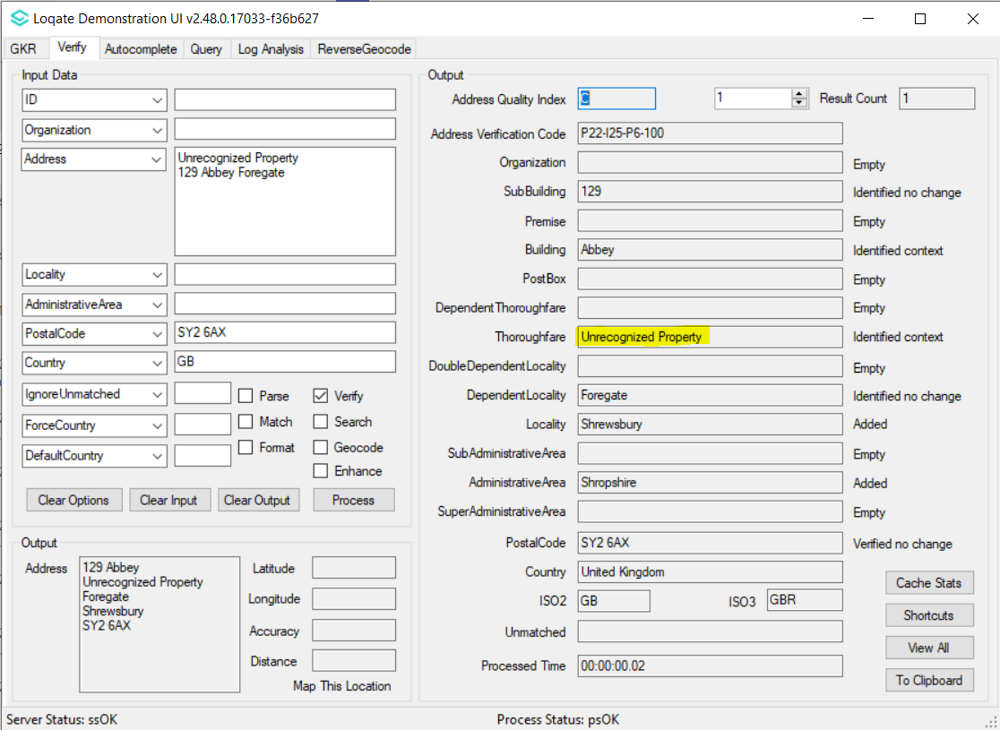 Loqate Demonstration UI v2.48.0.17033-f36b627
GKR Verify Autocomplete Query Log Analysis ReverseGeocode
Input Data
ID
Organization
Address
Unrecognized Property
129 Abbey Foregate
Locality
AdministrativeArea
PostalCode SY2 6AX
Country GB
IgnoreUnmatched Parse Verify
ForceCountry Match Search
DefaultCountry Format Geocode
Enhance
Clear Options Clear Input Clear Output Process
Output
Address
129 Abbey
Unrecognized Property
Foregate
Shrewsbury
SY2 6AX
Latitude
Longitude
Accuracy
Distance
Map This Location
Output
Address Quality Index C 1 Result Count 1
Address Verification Code P22-I25-P6-100
Organization Empty
SubBuilding 129 Identified no change
Premise Empty
Building Abbey Identified context
PostBox Empty
DependentThoroughfare Empty
Thoroughfare Unrecognized Property Identified context
DoubleDependentLocality Empty
DependentLocality Foregate Identified no change
Locality Shrewsbury Added
SubAdministrativeArea Empty
AdministrativeArea Shropshire Added
SuperAdministrativeArea Empty
PostalCode SY2 6AX Verified no change
Country United Kingdom
ISO2 GB ISO3 GBR
Unmatched
Processed Time 00:00:00.02
Cache Stats
Shortcuts
View All
To Clipboard
Server Status: ssOK Process Status: psOK